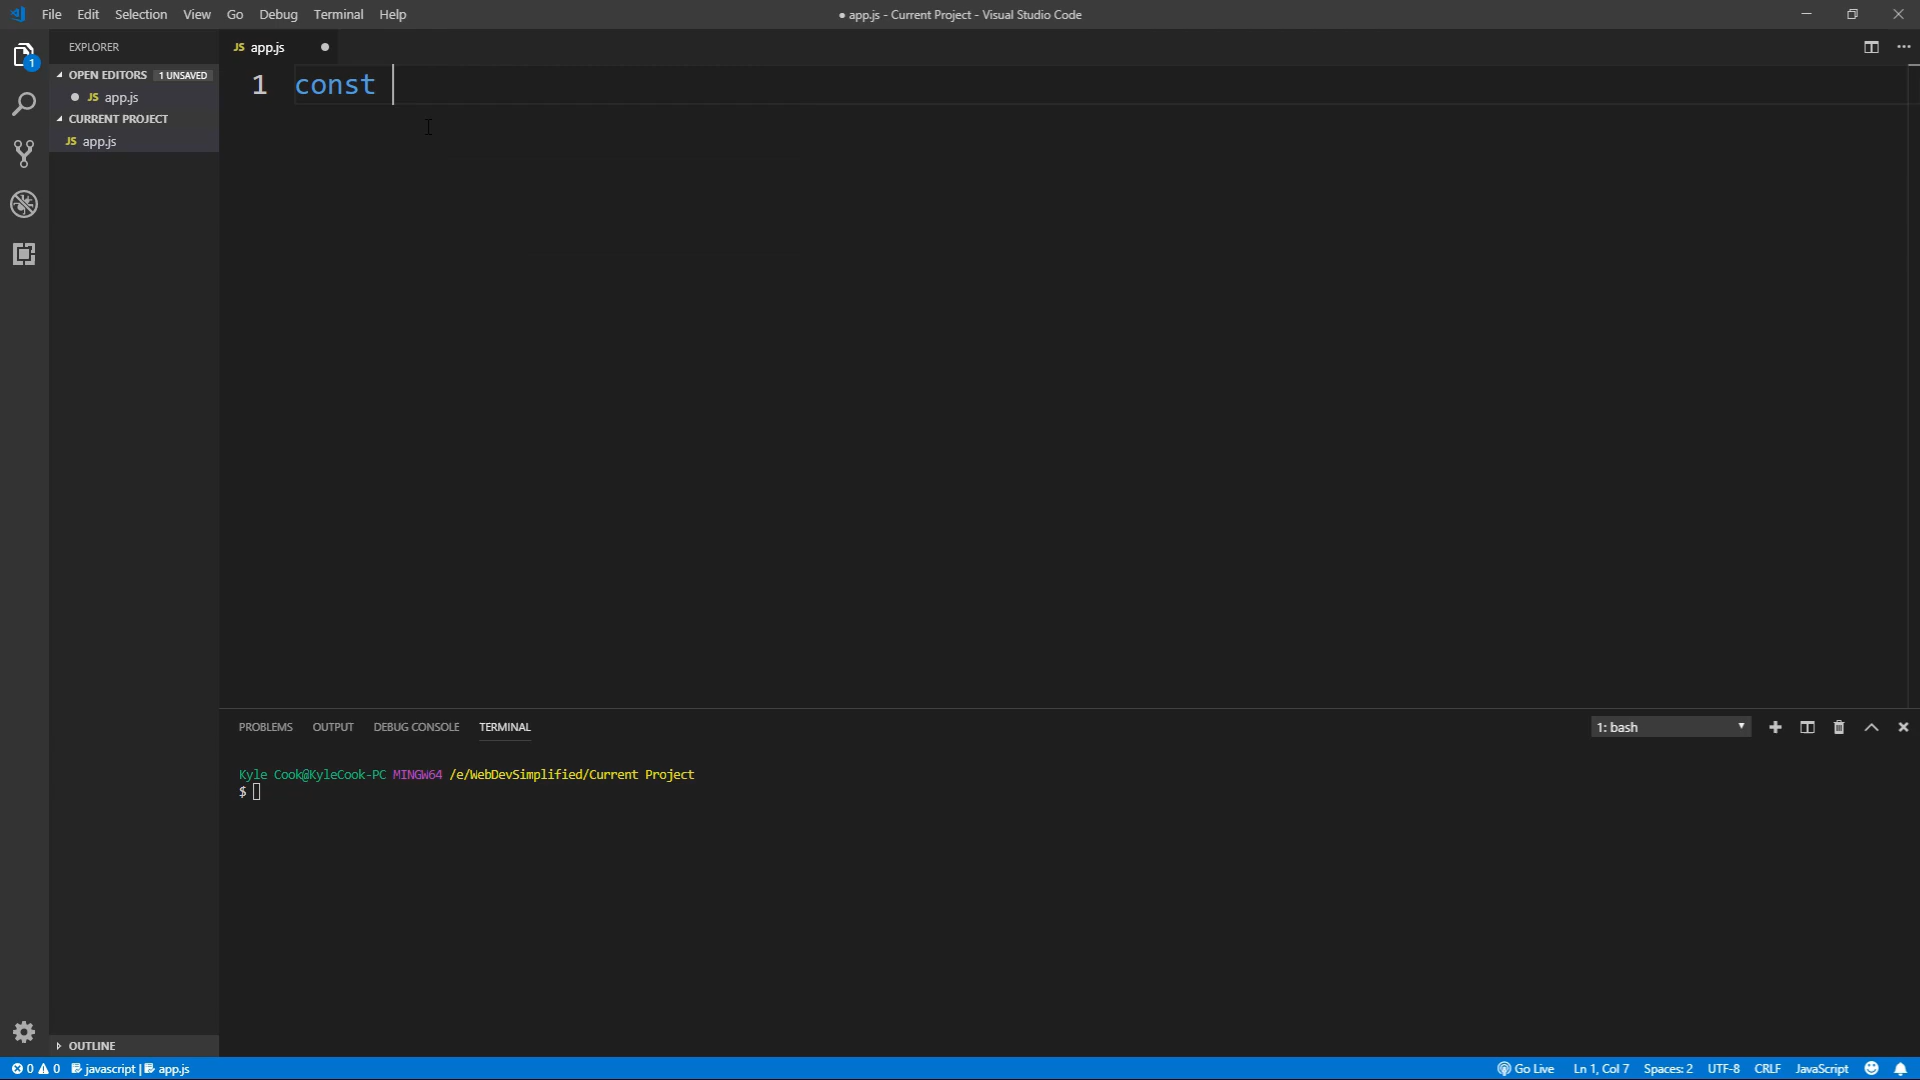 File Edit Selection View Go Debug Terminal Help
● app.js - Current Project - Visual Studio Code
EXPLORER
1
OPEN EDITORS 1 UNSAVED
● JS app.js
CURRENT PROJECT
JS app.js
OUTLINE
JS app.js ●
1 const
PROBLEMS OUTPUT DEBUG CONSOLE TERMINAL
1: bash
Kyle Cook@KyleCook-PC MINGW64 /e/WebDevSimplified/Current Project
$
0 0 javascript | app.js
Go Live Ln 1, Col 7 Spaces: 2 UTF-8 CRLF JavaScript